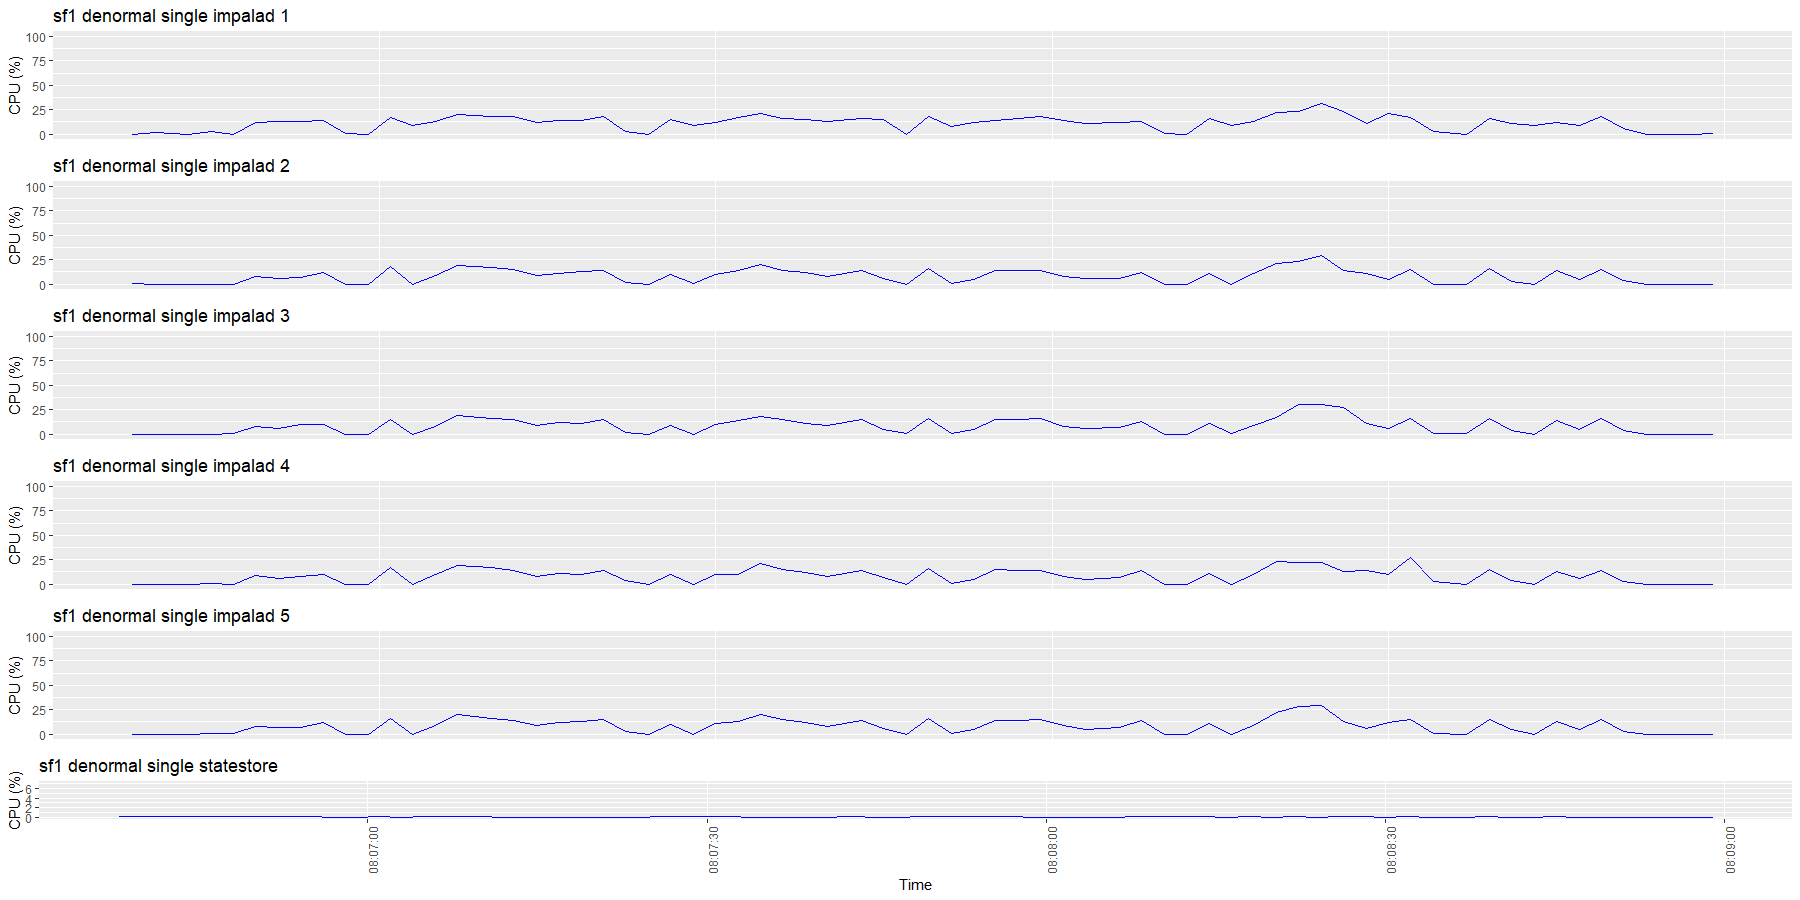 sf1 denormal single impalad 1
CPU (%)
100
75
50
25
0
sf1 denormal single impalad 2
CPU (%)
100
75
50
25
0
sf1 denormal single impalad 3
CPU (%)
100
75
50
25
0
sf1 denormal single impalad 4
CPU (%)
100
75
50
25
0
sf1 denormal single impalad 5
CPU (%)
100
75
50
25
0
sf1 denormal single statestore
CPU (%)
6
4
2
0
08:07:00
08:07:30
08:08:00
08:08:30
08:09:00
Time